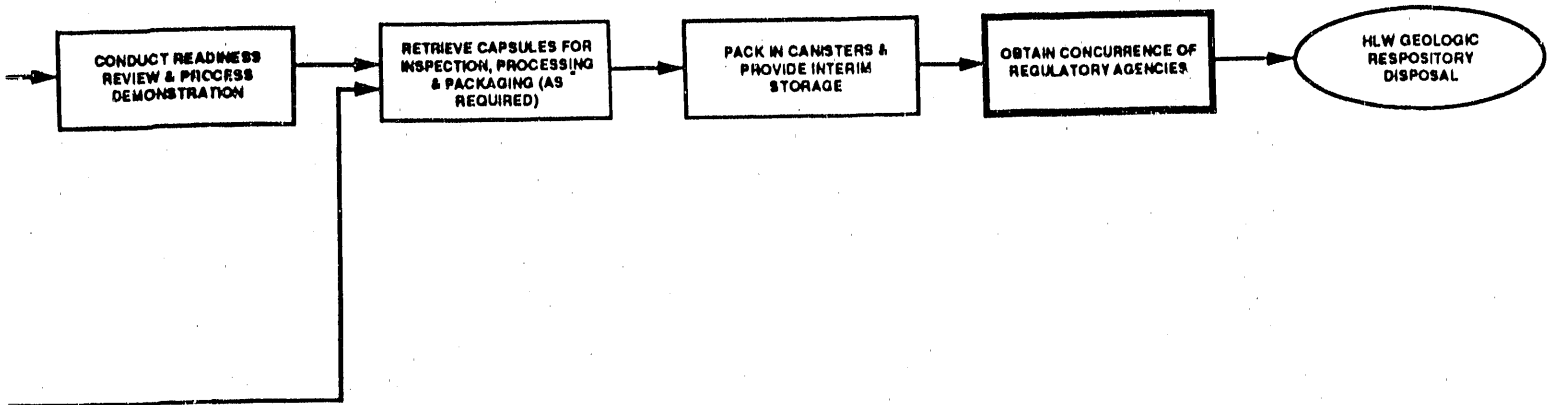 CONDUCT READINESS
REVIEW & PROCESS
DEMONSTRATION
RETRIEVE CAPSULES FOR
INSPECTION, PROCESSING
& PACKAGING (AS
REQUIRED)
PACK IN CANISTERS &
PROVIDE INTERIM
STORAGE
OBTAIN CONCURRENCE OF
REGULATORY AGENCIES
HLW GEOLOGIC
RESPOSITORY
DISPOSAL